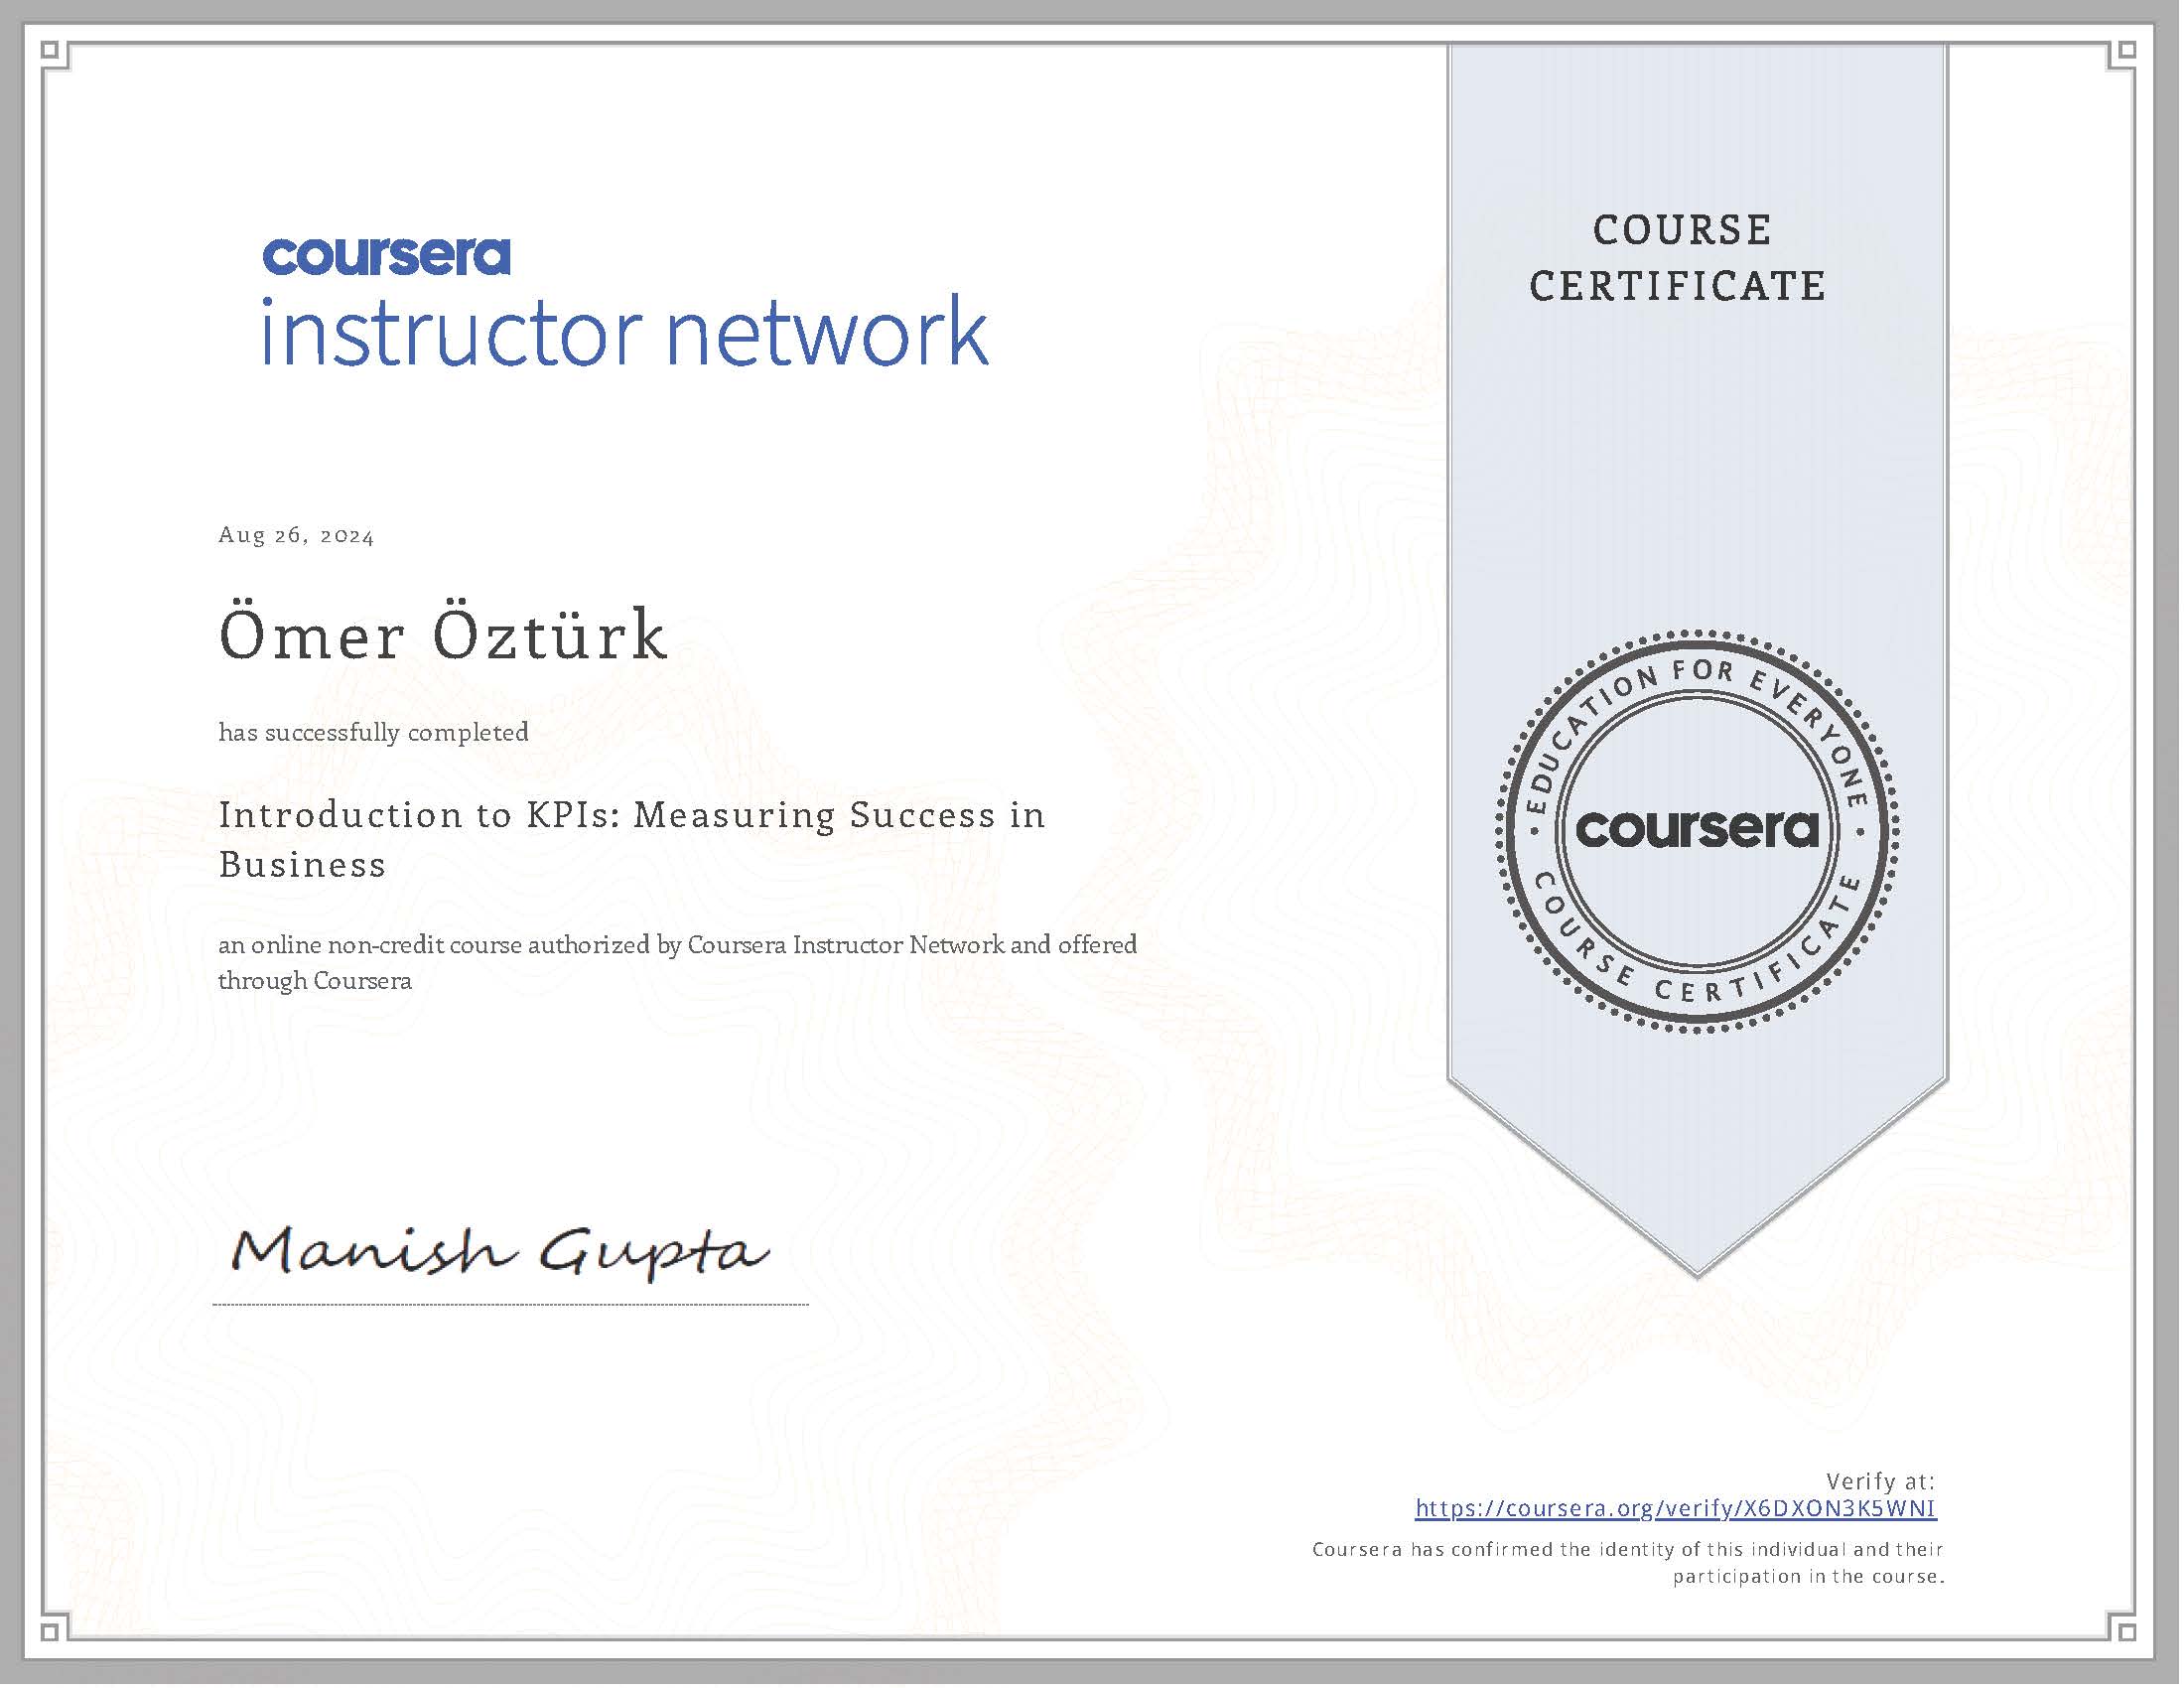 coursera
instructor network
COURSE
CERTIFICATE
Aug 26, 2024
Ömer Öztürk
has successfully completed
Introduction to KPIs: Measuring Success in
Business
an online non-credit course authorized by Coursera Instructor Network and offered
through Coursera
EDUCATION FOR EVERYONE
coursera
COURSE CERTIFICATE
Manish Gupta
Verify at:
https://coursera.org/verify/X6DXON3K5WNI
Coursera has confirmed the identity of this individual and their
participation in the course.